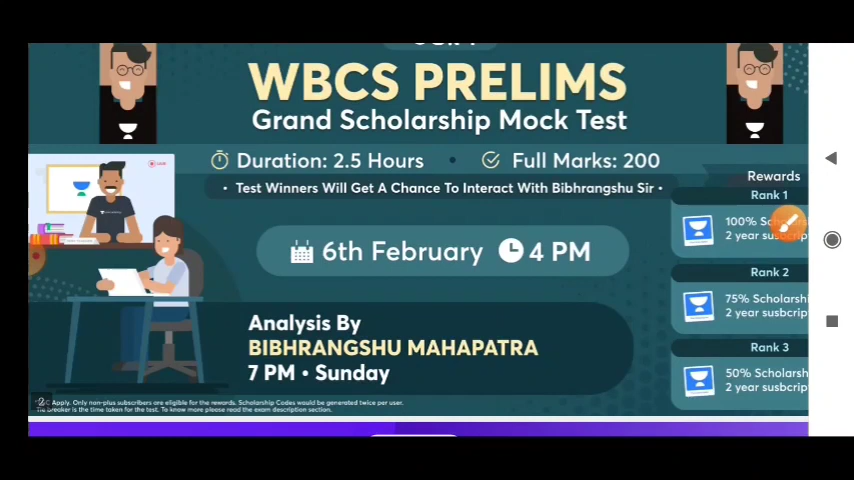 WBCS PRELIMS
Grand Scholarship Mock Test
Duration: 2.5 Hours • Full Marks: 200
• Test Winners Will Get A Chance To Interact With Bibhrangshu Sir •
6th February 4 PM
Analysis By
BIBHRANGSHU MAHAPATRA
7 PM • Sunday
Rewards
Rank 1
100%
2 year
Rank 2
75% Scholarshi
2 year susbcrip
Rank 3
50% Scholarsh
2 year susbcrip
Apply. Only non-plus subscribers are eligible for the rewards. Scholarship Codes would be generated twice per user.
Tie Breaker is the time taken for the test. To know more please read the exam description section.